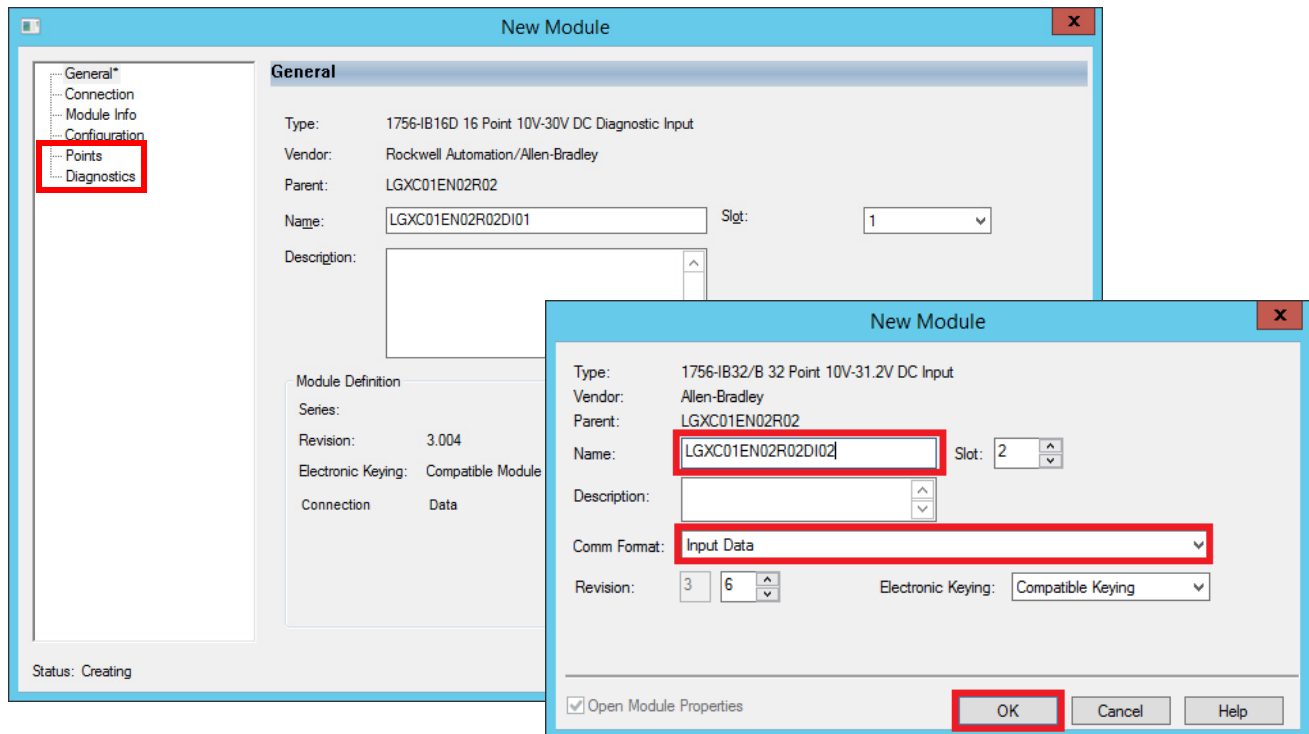 New Module
x
General*
Connection
Module Info
Configuration
Points
Diagnostics
General
Type: 1756-IB16D 16 Point 10V-30V DC Diagnostic Input
Vendor: Rockwell Automation/Allen-Bradley
Parent: LGXC01EN02R02
Name: LGXC01EN02R02DI01 Slot: 1
Description:
Module Definition
Series:
Revision: 3.004
Electronic Keying: Compatible Module
Connection Data
Status: Creating
New Module
x
Type: 1756-IB32/B 32 Point 10V-31.2V DC Input
Vendor: Allen-Bradley
Parent: LGXC01EN02R02
Name: LGXC01EN02R02DI02 Slot: 2
Description:
Comm Format: Input Data
Revision: 3 6 Electronic Keying: Compatible Keying
Open Module Properties OK Cancel Help